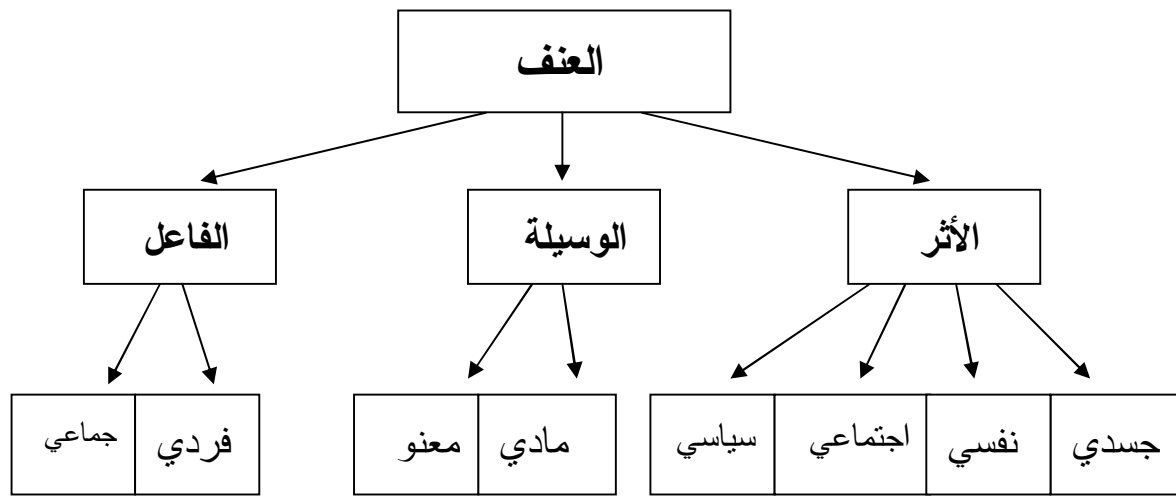 العنف
الأثر
الوسيلة
الفاعل
جسدي
نفسي
اجتماعي
سياسي
مادي
معنو
فردي
جماعي